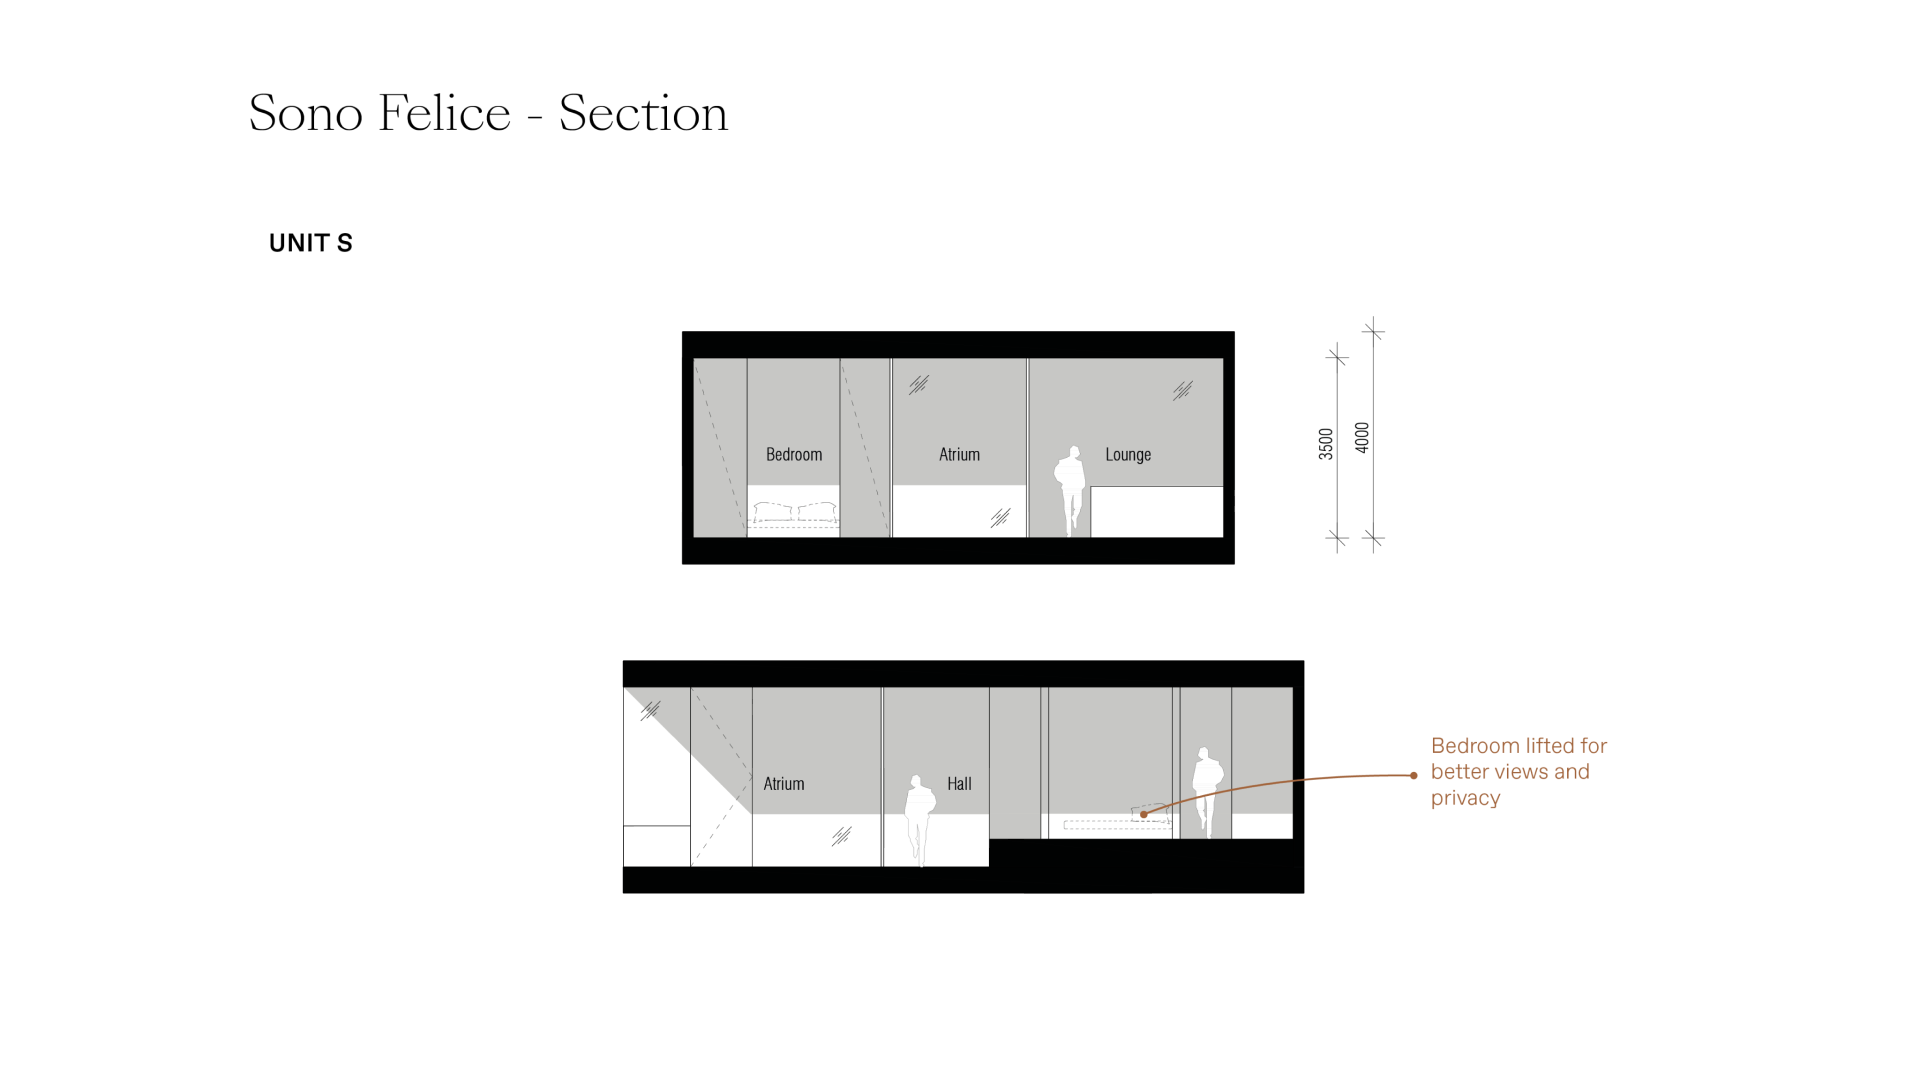 Sono Felice - Section
UNIT S
Bedroom
Atrium
Lounge
3500
4000
Atrium
Hall
Bedroom lifted for
better views and
privacy